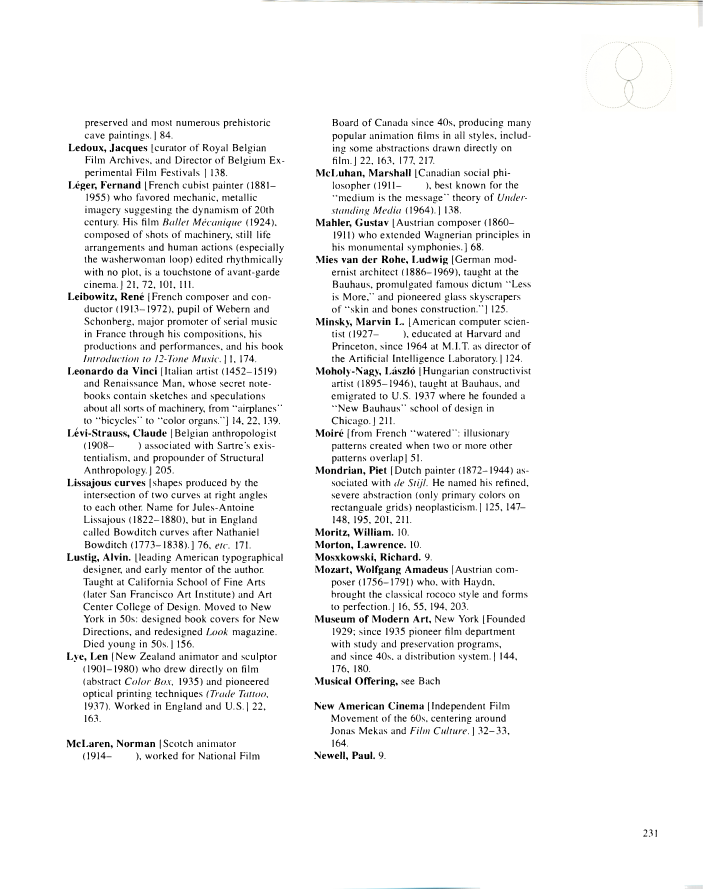 preserved and most numerous prehistoric
cave paintings.] 84.
Ledoux, Jacques [curator of Royal Belgian
Film Archives, and Director of Belgium Ex-
perimental Film Festivals ] 138.
Léger, Fernand [French cubist painter (1881–
1955) who favored mechanic, metallic
imagery suggesting the dynamism of 20th
century. His film Ballet Mécanique (1924),
composed of shots of machinery, still life
arrangements and human actions (especially
the washerwoman loop) edited rhythmically
with no plot, is a touchstone of avant-garde
cinema.] 21, 72, 101, 111.
Leibowitz, René [French composer and con-
ductor (1913–1972), pupil of Webern and
Schonberg, major promoter of serial music
in France through his compositions, his
productions and performances, and his book
Introduction to 12-Tone Music.] 1, 174.
Leonardo da Vinci [Italian artist (1452–1519)
and Renaissance Man, whose secret note-
books contain sketches and speculations
about all sorts of machinery, from "airplanes"
to "bicycles" to "color organs."] 14, 22, 139.
Lévi-Strauss, Claude [Belgian anthropologist
(1908– ) associated with Sartre's exis-
tentialism, and propounder of Structural
Anthropology.] 205.
Lissajous curves [shapes produced by the
intersection of two curves at right angles
to each other. Name for Jules-Antoine
Lissajous (1822–1880), but in England
called Bowditch curves after Nathaniel
Bowditch (1773–1838).] 76, etc. 171.
Lustig, Alvin. [leading American typographical
designer, and early mentor of the author.
Taught at California School of Fine Arts
(later San Francisco Art Institute) and Art
Center College of Design. Moved to New
York in 50s: designed book covers for New
Directions, and redesigned Look magazine.
Died young in 50s.] 156.
Lye, Len [New Zealand animator and sculptor
(1901–1980) who drew directly on film
(abstract Color Box, 1935) and pioneered
optical printing techniques (Trade Tattoo,
1937). Worked in England and U.S.] 22,
163.
McLaren, Norman [Scotch animator
(1914– ), worked for National Film
Board of Canada since 40s, producing many
popular animation films in all styles, includ-
ing some abstractions drawn directly on
film.] 22, 163, 177, 217.
McLuhan, Marshall [Canadian social phi-
losopher (1911– ), best known for the
"medium is the message" theory of Under-
standing Media (1964).] 138.
Mahler, Gustav [Austrian composer (1860–
1911) who extended Wagnerian principles in
his monumental symphonies.] 68.
Mies van der Rohe, Ludwig [German mod-
ernist architect (1886–1969), taught at the
Bauhaus, promulgated famous dictum "Less
is More," and pioneered glass skyscrapers
of "skin and bones construction."] 125.
Minsky, Marvin L. [American computer scien-
tist (1927– ), educated at Harvard and
Princeton, since 1964 at M.I.T. as director of
the Artificial Intelligence Laboratory.] 124.
Moholy-Nagy, László [Hungarian constructivist
artist (1895–1946), taught at Bauhaus, and
emigrated to U.S. 1937 where he founded a
"New Bauhaus" school of design in
Chicago.] 211.
Moiré [from French "watered": illusionary
patterns created when two or more other
patterns overlap] 51.
Mondrian, Piet [Dutch painter (1872–1944) as-
sociated with de Stijl. He named his refined,
severe abstraction (only primary colors on
rectanguale grids) neoplasticism.] 125, 147–
148, 195, 201, 211.
Moritz, William. 10.
Morton, Lawrence. 10.
Mosxkowski, Richard. 9.
Mozart, Wolfgang Amadeus [Austrian com-
poser (1756–1791) who, with Haydn,
brought the classical rococo style and forms
to perfection.] 16, 55, 194, 203.
Museum of Modern Art, New York [Founded
1929; since 1935 pioneer film department
with study and preservation programs,
and since 40s, a distribution system.] 144,
176, 180.
Musical Offering, see Bach
New American Cinema [Independent Film
Movement of the 60s, centering around
Jonas Mekas and Film Culture.] 32–33,
164.
Newell, Paul. 9.
231